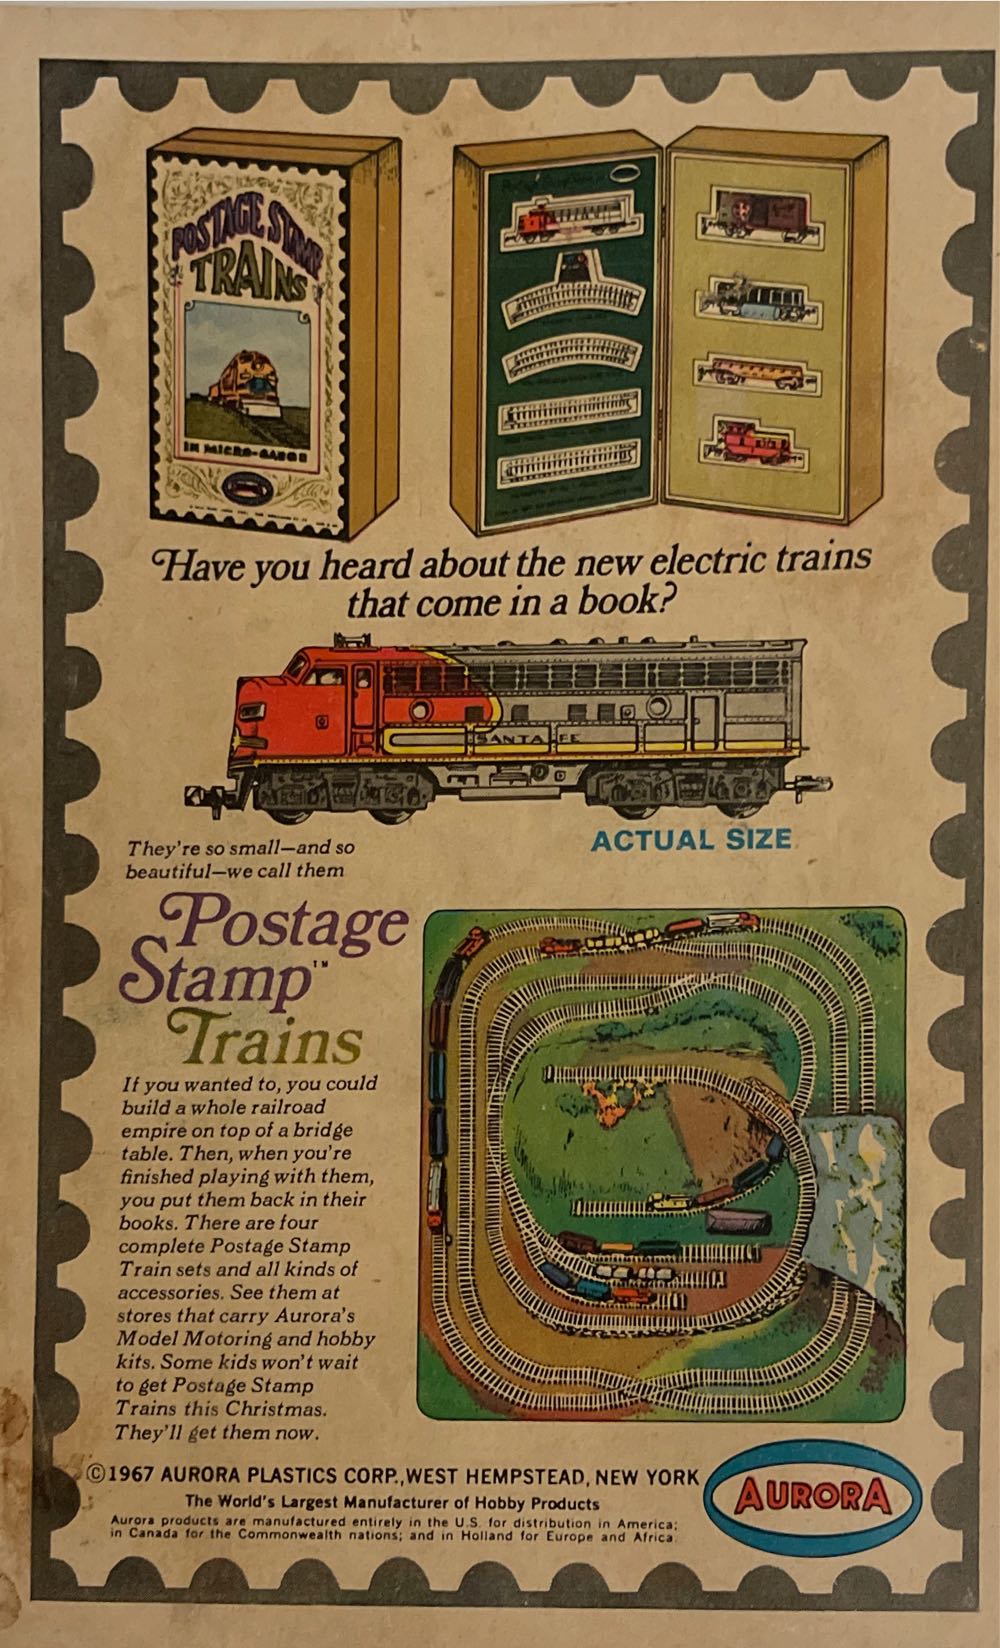 POSTAGE STAMP
TRAINS
IN MICRO-GAUGE
Have you heard about the new electric trains
that come in a book?
SANTA FE
ACTUAL SIZE
They're so small—and so
beautiful—we call them
Postage
Stamp™
Trains
If you wanted to, you could
build a whole railroad
empire on top of a bridge
table. Then, when you're
finished playing with them,
you put them back in their
books. There are four
complete Postage Stamp
Train sets and all kinds of
accessories. See them at
stores that carry Aurora's
Model Motoring and hobby
kits. Some kids won't wait
to get Postage Stamp
Trains this Christmas.
They'll get them now.
©1967 AURORA PLASTICS CORP., WEST HEMPSTEAD, NEW YORK
The World's Largest Manufacturer of Hobby Products
Aurora products are manufactured entirely in the U.S. for distribution in America;
in Canada for the Commonwealth nations; and in Holland for Europe and Africa
AURORA